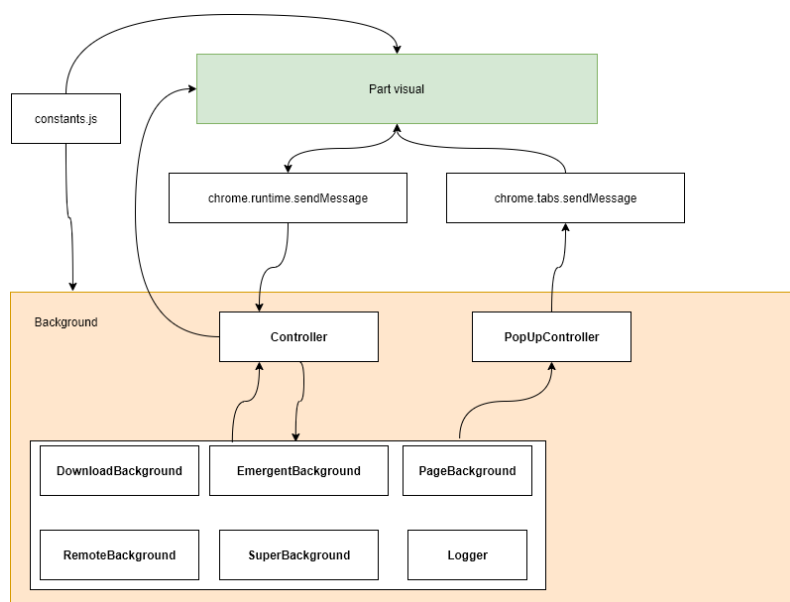 Part visual
constants.js
chrome.runtime.sendMessage
chrome.tabs.sendMessage
Background
Controller
PopUpController
DownloadBackground
EmergentBackground
PageBackground
RemoteBackground
SuperBackground
Logger